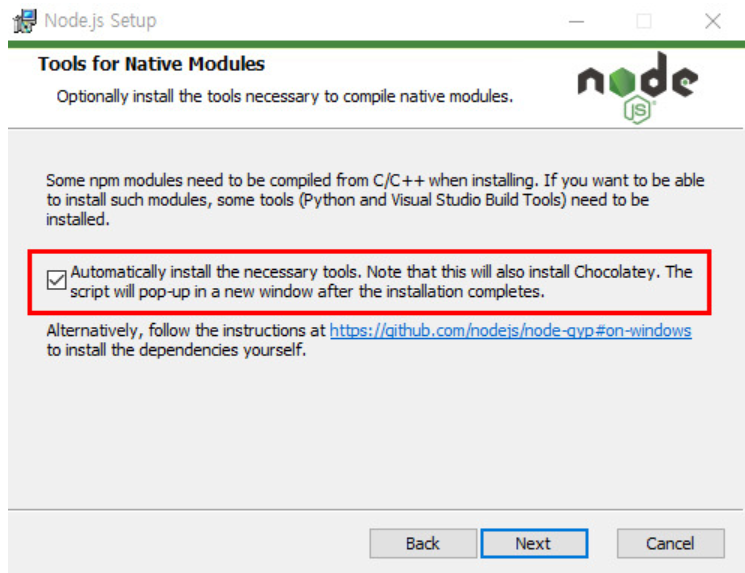 Node.js Setup
Tools for Native Modules
Optionally install the tools necessary to compile native modules.
node
JS
Some npm modules need to be compiled from C/C++ when installing. If you want to be able
to install such modules, some tools (Python and Visual Studio Build Tools) need to be
installed.
Automatically install the necessary tools. Note that this will also install Chocolatey. The
script will pop-up in a new window after the installation completes.
Alternatively, follow the instructions at https://github.com/nodejs/node-gyp#on-windows
to install the dependencies yourself.
Back Next Cancel